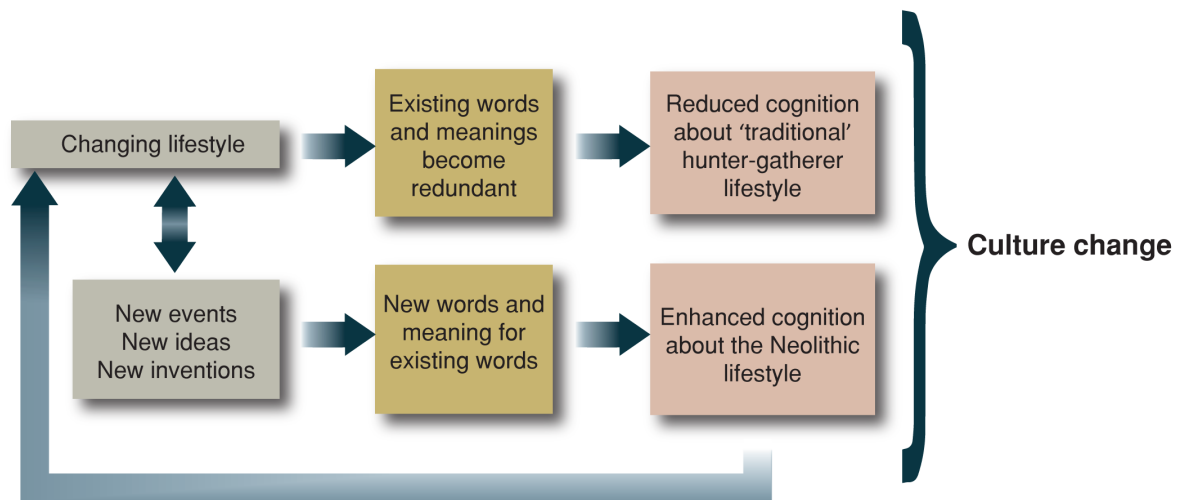 Changing lifestyle
Existing words
and meanings
become
redundant
Reduced cognition
about ‘traditional’
hunter-gatherer
lifestyle
New events
New ideas
New inventions
New words and
meaning for
existing words
Enhanced cognition
about the Neolithic
lifestyle
Culture change